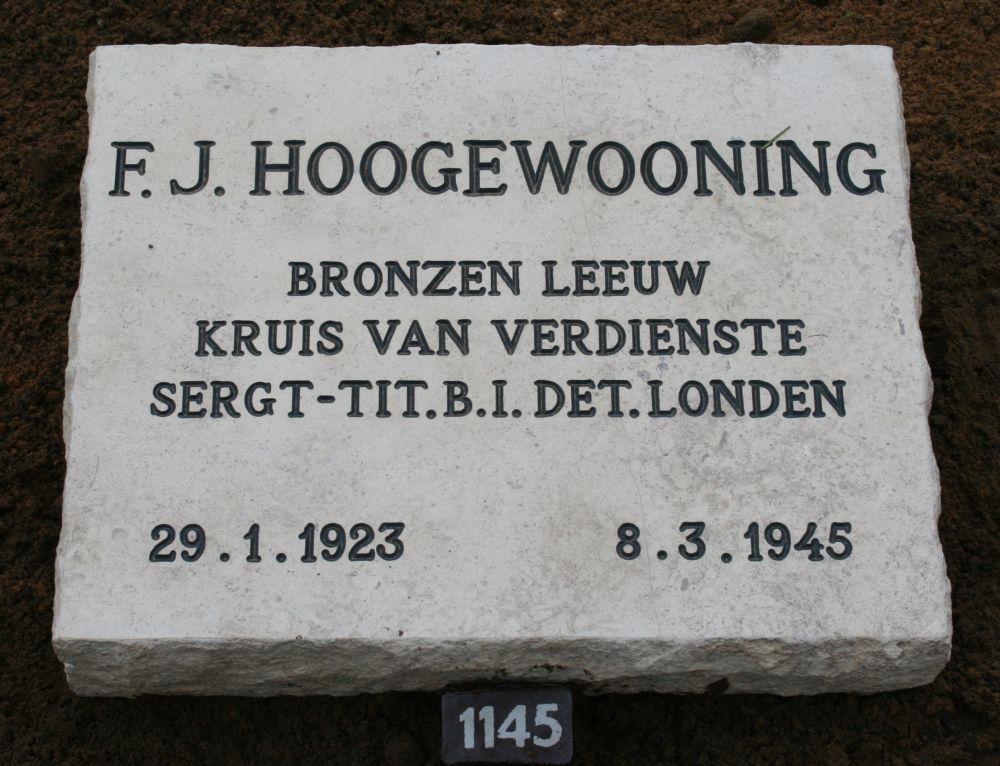 F. J. HOOGEWOONING
BRONZEN LEEUW
KRUIS VAN VERDIENSTE
SERGT-TIT. B. I. DET. LONDEN
29 . 1 . 1923 8 . 3 . 1945
1145